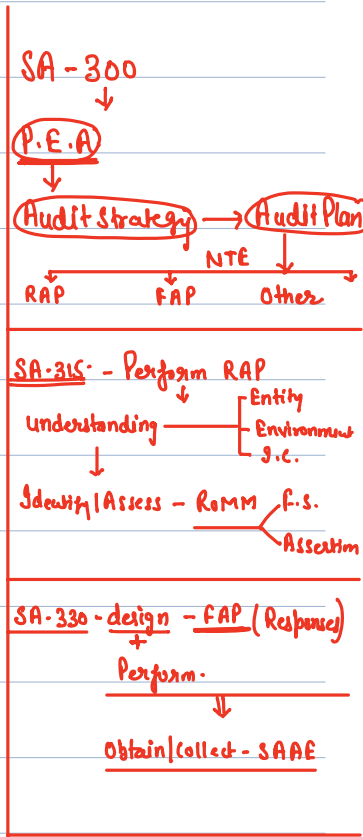 SA-300
P.E.A
Audit Strategy → Audit Plan
NTE
RAP FAP Other
SA-315 - Perform RAP
Understanding - Entity
Environment
I.C.
Identify/Assess - RoMM - F.S.
Assertion
SA-330-design - FAP (Responses)
+
Perform.
Obtain/Collect - SAAE